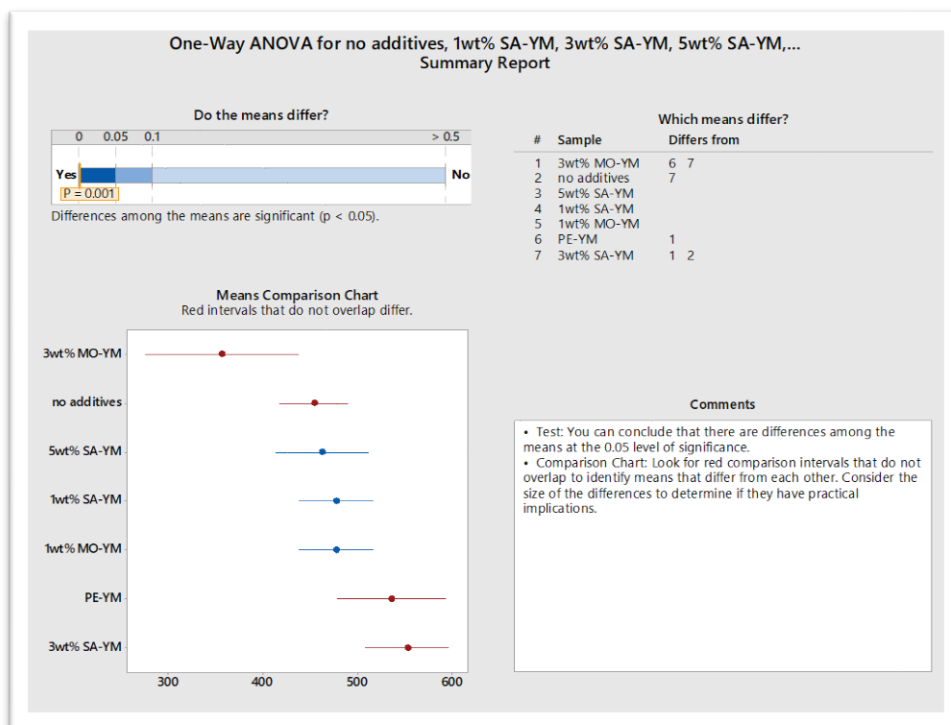 One-Way ANOVA for no additives, 1wt% SA-YM, 3wt% SA-YM, 5wt% SA-YM,...
Summary Report
Do the means differ?
0 0.05 0.1 > 0.5
Yes No
P = 0.001
Differences among the means are significant (p < 0.05).
Which means differ?
# Sample Differs from
1 3wt% MO-YM 6 7
2 no additives 7
3 5wt% SA-YM
4 1wt% SA-YM
5 1wt% MO-YM
6 PE-YM 1
7 3wt% SA-YM 1 2
Means Comparison Chart
Red intervals that do not overlap differ.
3wt% MO-YM
no additives
5wt% SA-YM
1wt% SA-YM
1wt% MO-YM
PE-YM
3wt% SA-YM
300 400 500 600
Comments
• Test: You can conclude that there are differences among the
means at the 0.05 level of significance.
• Comparison Chart: Look for red comparison intervals that do not
overlap to identify means that differ from each other. Consider the
size of the differences to determine if they have practical
implications.